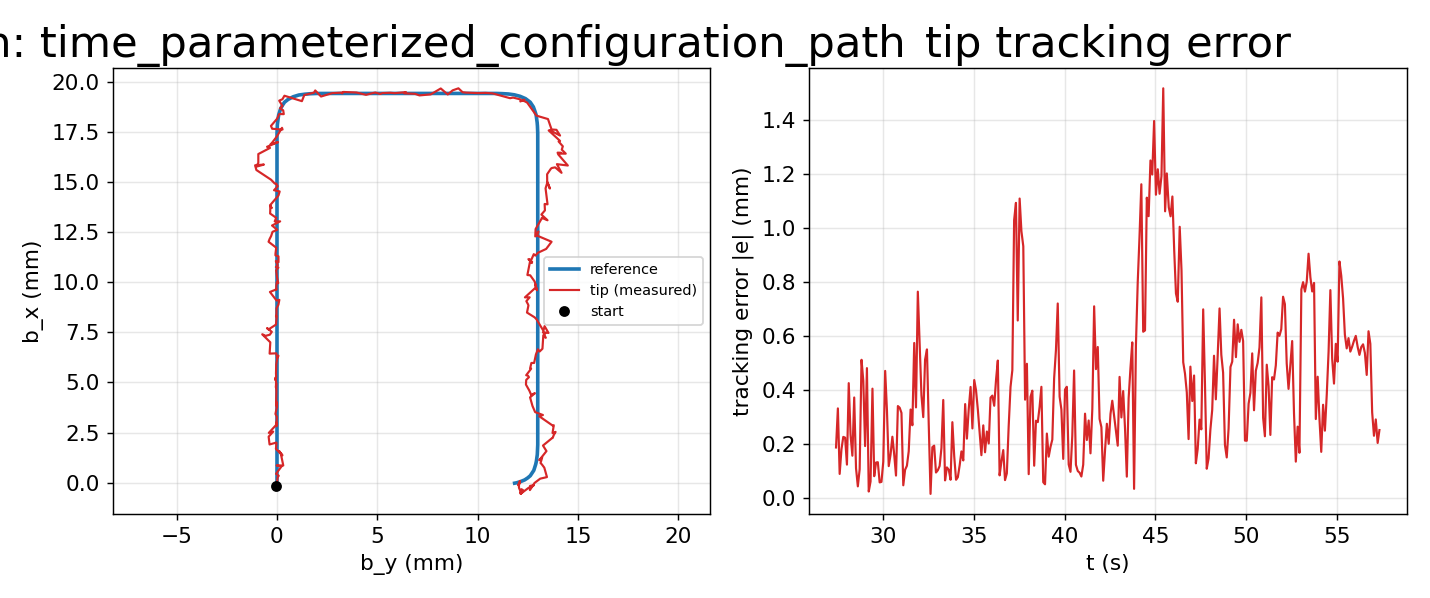 n: time_parameterized_configuration_path tip tracking error
20.0
17.5
15.0
12.5
10.0
7.5
5.0
2.5
0.0
b_x (mm)
−5 0 5 10 15 20
b_y (mm)
reference
tip (measured)
start
1.4
1.2
1.0
0.8
0.6
0.4
0.2
0.0
tracking error |e| (mm)
30 35 40 45 50 55
t (s)